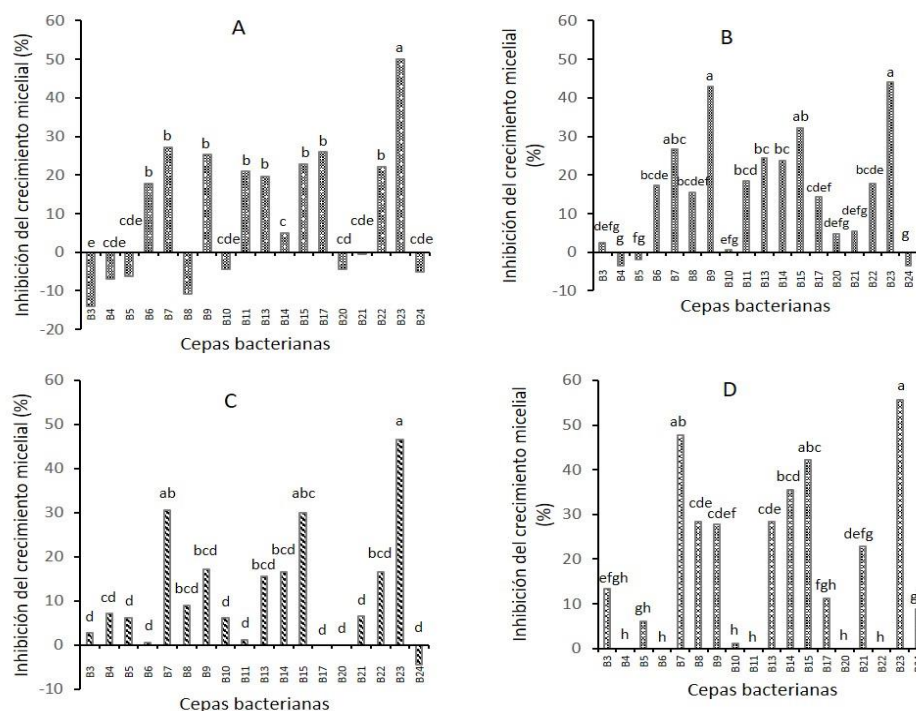 A
Inhibición del crecimiento micelial (%)
60
50
40
30
20
10
0
-10
-20
e cde cde b b b cde b b c b b cd cde b a cde
B3 B4 B5 B6 B7 B8 B9 B10 B11 B13 B14 B15 B17 B20 B21 B22 B23 B24
Cepas bacterianas
B
Inhibición del crecimiento micelial
(%)
60
50
40
30
20
10
0
-10
defg g fg bcde abc bcdef a efg bcd bc bc ab cdef defg defg bcde a g
B3 B4 B5 B6 B7 B8 B9 B10 B11 B13 B14 B15 B17 B20 B21 B22 B23 B24
Cepas bacterianas
C
Inhibición del crecimiento micelial (%)
60
50
40
30
20
10
0
-10
d cd d d ab bcd bcd d d bcd bcd abc d d d bcd a d
B3 B4 B5 B6 B7 B8 B9 B10 B11 B13 B14 B15 B17 B20 B21 B22 B23 B24
Cepas bacterianas
D
Inhibición del crecimiento micelial
(%)
60
50
40
30
20
10
0
efgh h gh h ab cde cdef h h cde bcd abc fgh h defg h a
B3 B4 B5 B6 B7 B8 B9 B10 B11 B13 B14 B15 B17 B20 B21 B22 B23
Cepas bacterianas